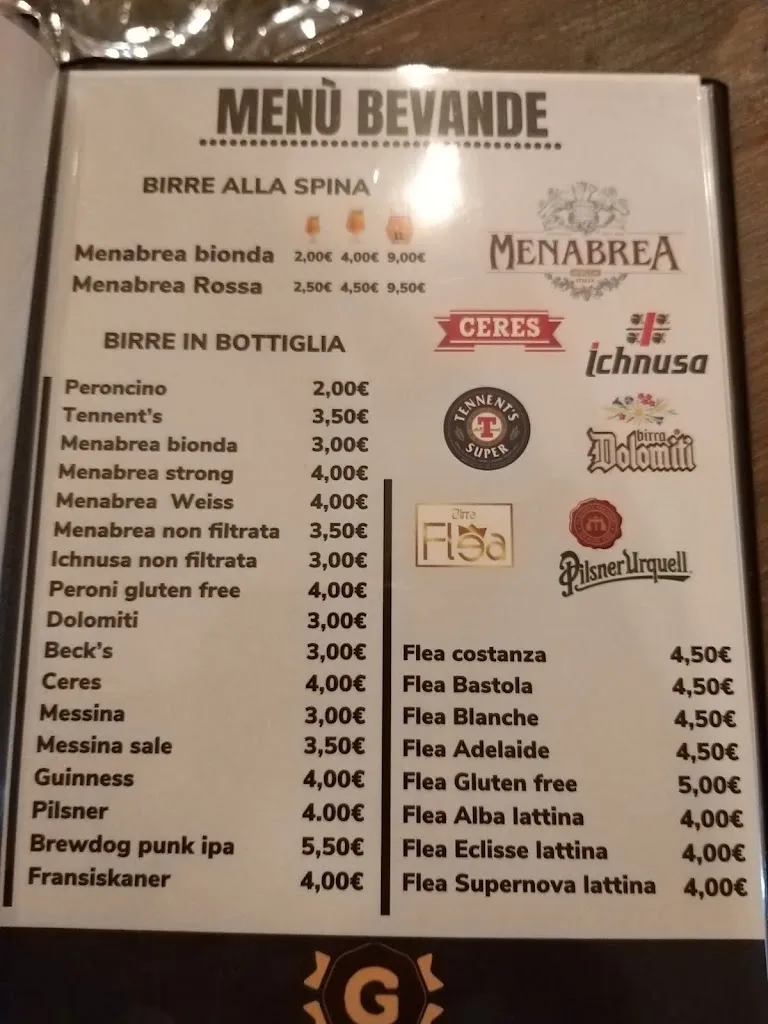 MENÙ BEVANDE
BIRRE ALLA SPINA
Menabrea bionda 2,00€ 4,00€ 9,00€
Menabrea Rossa 2,50€ 4,50€ 9,50€
MENABREA
CERES
ichnusa
TENNENT'S
T
SUPER
birra
Dolomiti
Birre
Flea
Pilsner Urquell
BIRRE IN BOTTIGLIA
Peroncino 2,00€
Tennent's 3,50€
Menabrea bionda 3,00€
Menabrea strong 4,00€
Menabrea Weiss 4,00€
Menabrea non filtrata 3,50€
Ichnusa non filtrata 3,00€
Peroni gluten free 4,00€
Dolomiti 3,00€
Beck's 3,00€
Ceres 4,00€
Messina 3,00€
Messina sale 3,50€
Guinness 4,00€
Pilsner 4.00€
Brewdog punk ipa 5,50€
Fransiskaner 4,00€
Flea costanza 4,50€
Flea Bastola 4,50€
Flea Blanche 4,50€
Flea Adelaide 4,50€
Flea Gluten free 5,00€
Flea Alba lattina 4,00€
Flea Eclisse lattina 4,00€
Flea Supernova lattina 4,00€
G